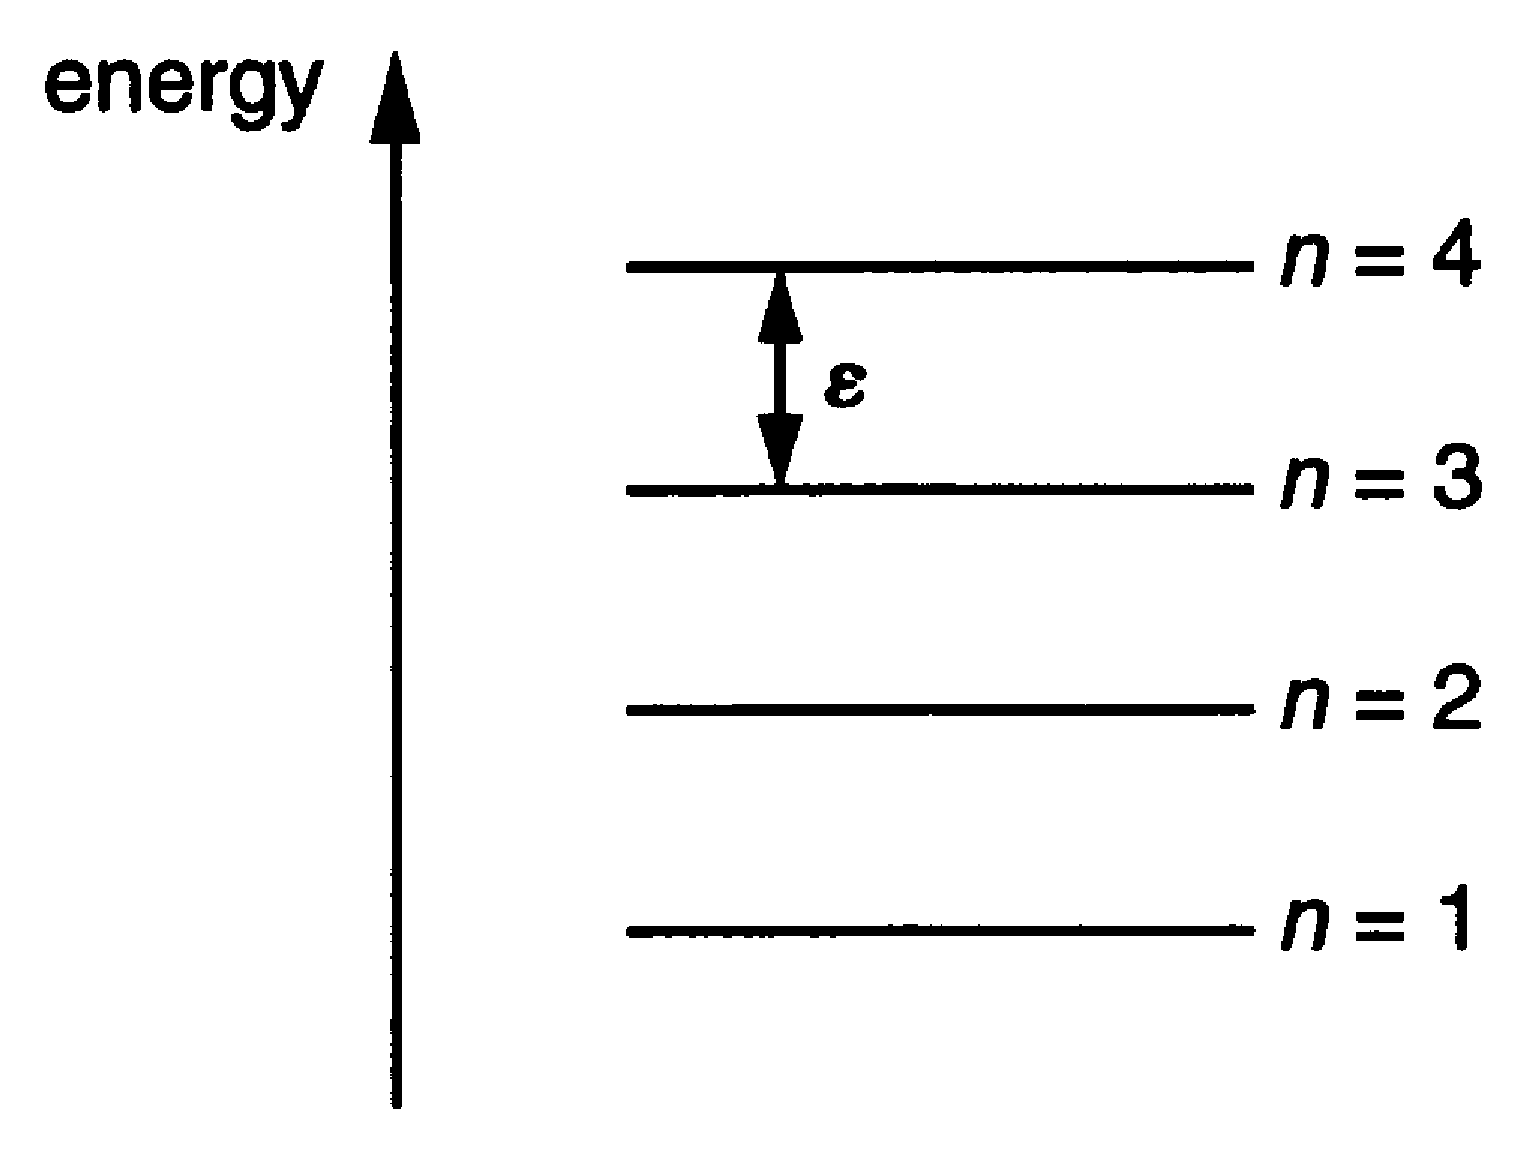 energy
n = 4
ε
n = 3
n = 2
n = 1